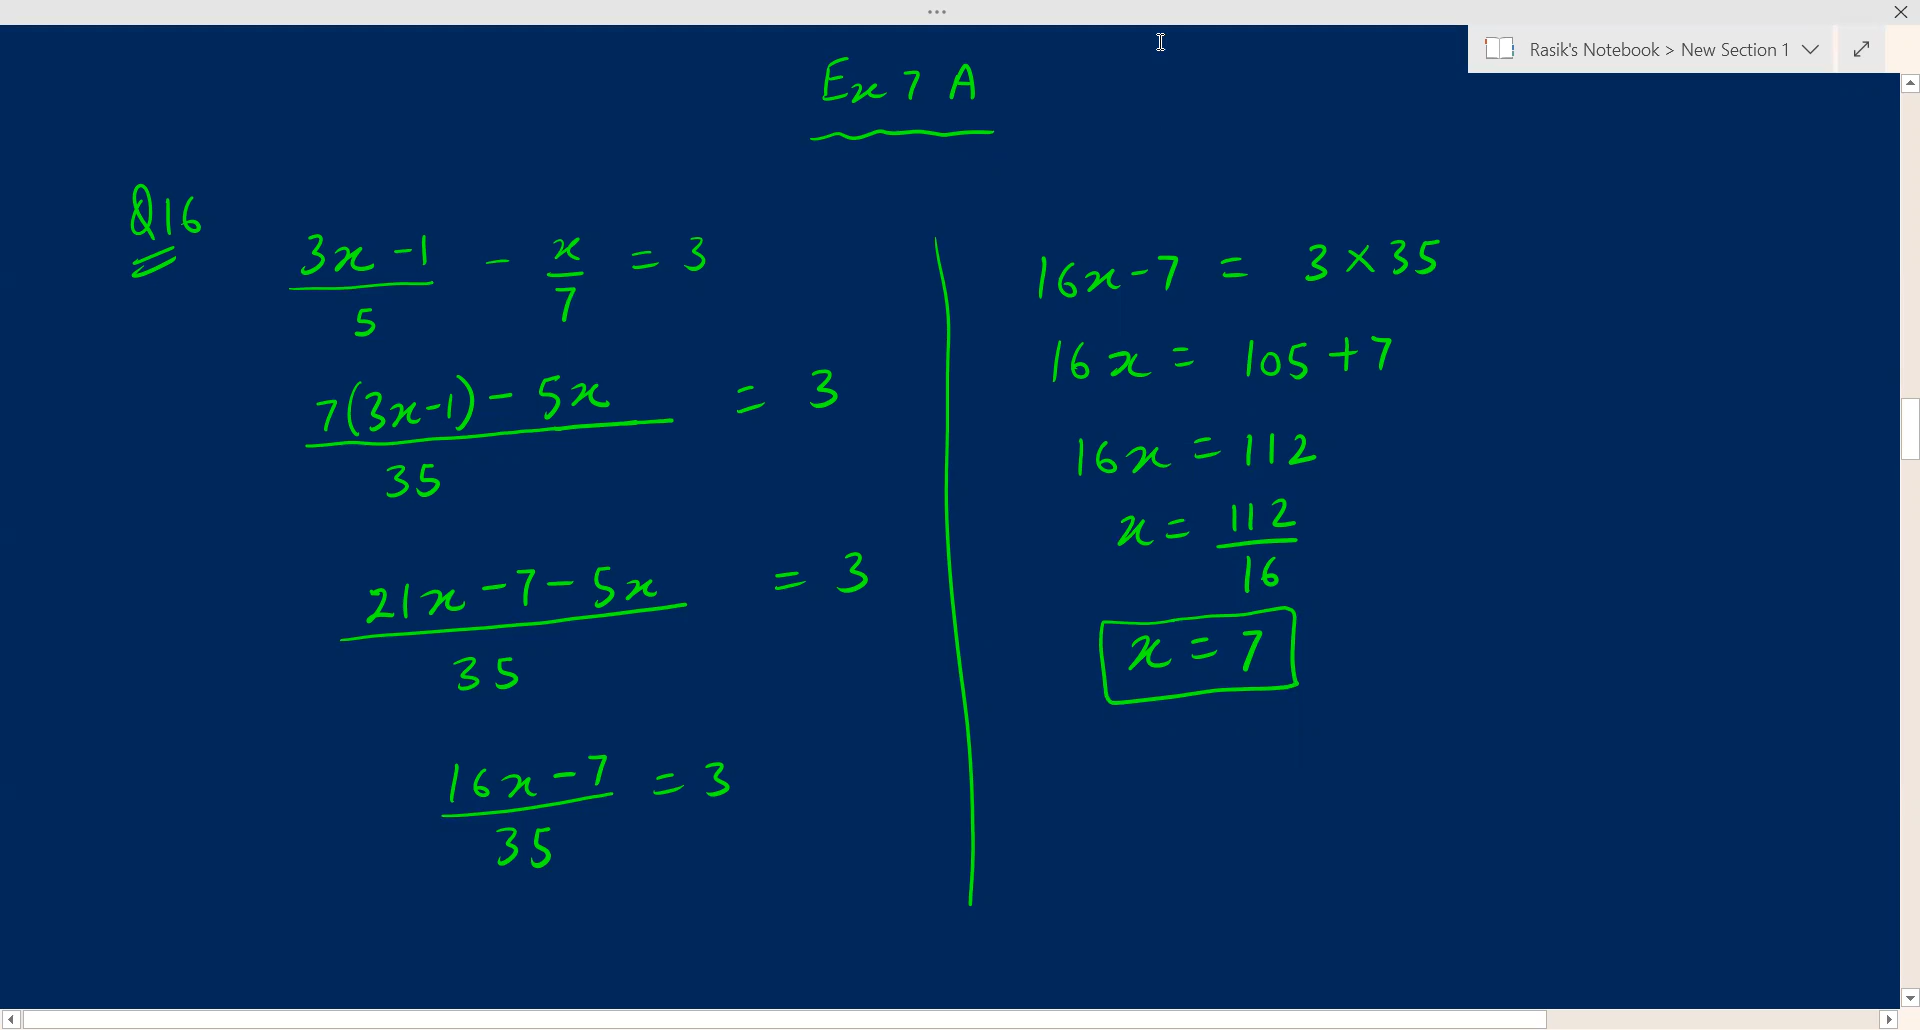 Rasik's Notebook > New Section 1
Ex 7 A
Q16
3x - 1 / 5 - x / 7 = 3
7(3x-1) - 5x / 35 = 3
21x - 7 - 5x / 35 = 3
16x - 7 / 35 = 3
16x - 7 = 3 × 35
16x = 105 + 7
16x = 112
x = 112 / 16
x = 7